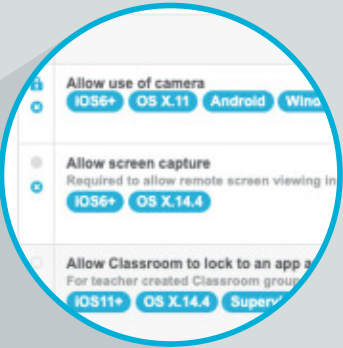 Allow use of camera
iOS6+ OS X.11 Android
Allow screen capture
Required to allow remote screen viewing in
iOS6+ OS X.14.4
Allow Classroom to lock to an app
For teacher created Classroom
iOS11+ OS X.14.4